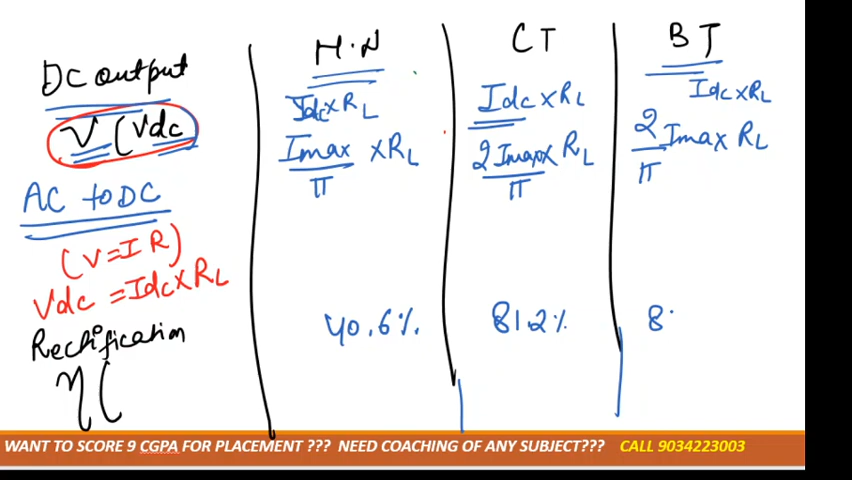 H.W
CT
BT
DC output
Idc×RL
Idc×RL
Idc×RL
V (Vdc
Imax/π ×RL
2Imax/π × RL
2/π Imax RL
AC to DC
(V=IR)
Vdc =Idc×RL
Rectification
40.6%.
81.2%
8.
η(
WANT TO SCORE 9 CGPA FOR PLACEMENT ??? NEED COACHING OF ANY SUBJECT??? CALL 9034223003